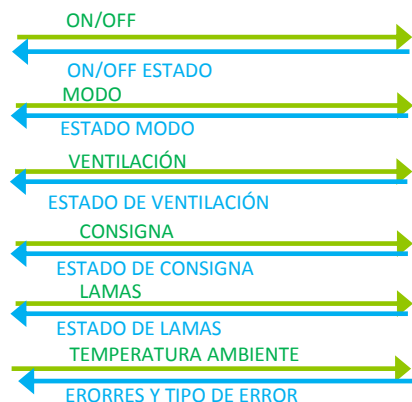 ON/OFF
ON/OFF ESTADO
MODO
ESTADO MODO
VENTILACIÓN
ESTADO DE VENTILACIÓN
CONSIGNA
ESTADO DE CONSIGNA
LAMAS
ESTADO DE LAMAS
TEMPERATURA AMBIENTE
ERORRES Y TIPO DE ERROR